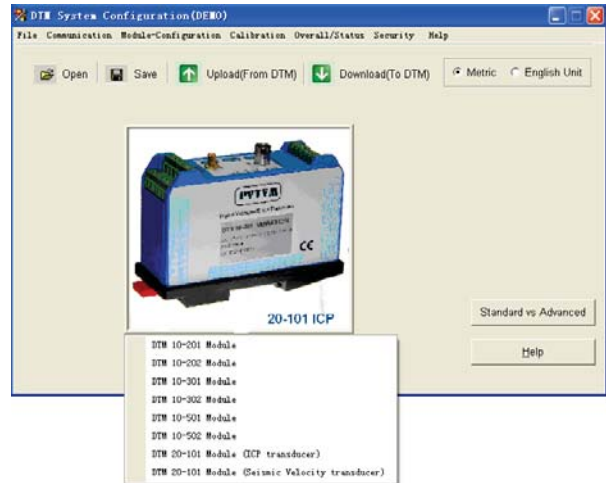 DTM System Configuration(DEMO)
File Communication Module-Configuration Calibration Overall/Status Security Help
Open Save Upload(From DTM) Download(To DTM) Metric English Unit
CE
20-101 ICP
Standard vs Advanced
Help
DTM 10-201 Module
DTM 10-202 Module
DTM 10-301 Module
DTM 10-302 Module
DTM 10-501 Module
DTM 10-502 Module
DTM 20-101 Module (ICP transducer)
DTM 20-101 Module (Seismic Velocity transducer)